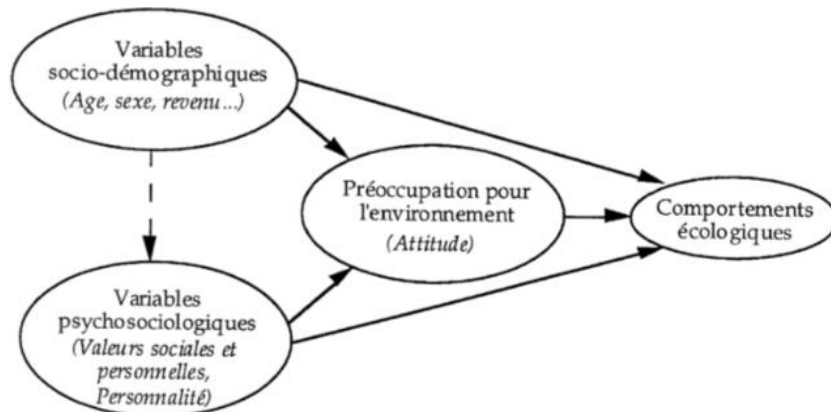 Variables
socio-démographiques
(Age, sexe, revenu...)
Préoccupation pour
l'environnement
(Attitude)
Comportements
écologiques
Variables
psychosociologiques
(Valeurs sociales et
personnelles,
Personnalité)